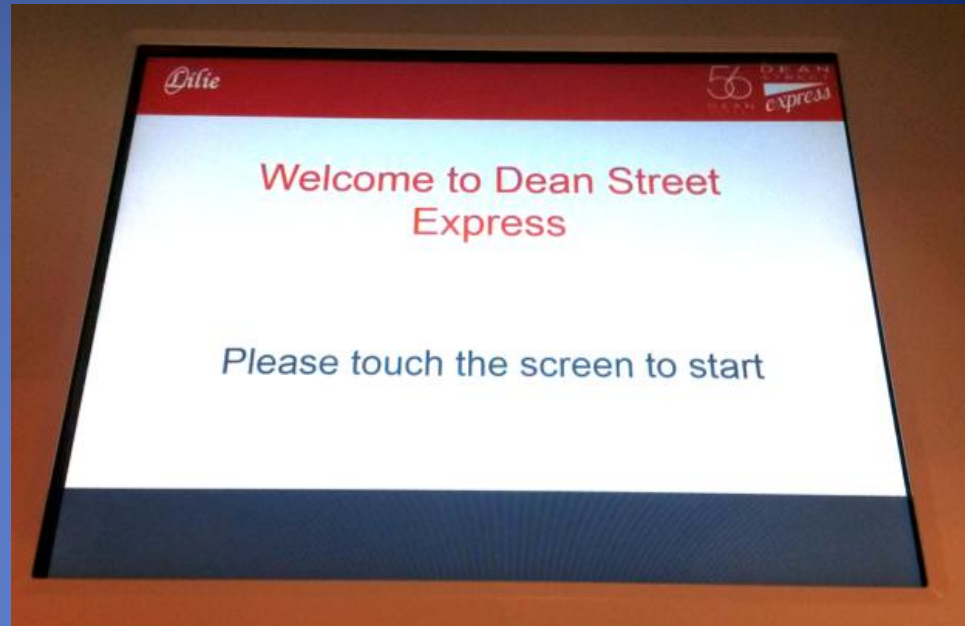 Lilie
56 DEAN STREET
DEAN express
Welcome to Dean Street
Express
Please touch the screen to start